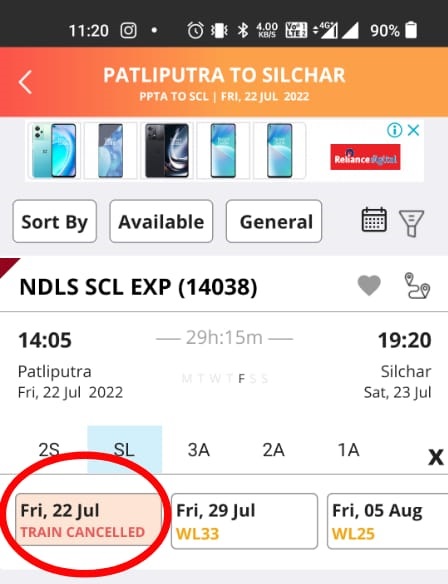 11:20 4.00 KB/S Vo 1 LTE 2 4G 90%
PATLIPUTRA TO SILCHAR
PPTA TO SCL | FRI, 22 JUL 2022
Reliance digital
Sort By Available General
NDLS SCL EXP (14038)
14:05 29h:15m 19:20
Patliputra Silchar
M T W T F S S
Fri, 22 Jul 2022 Sat, 23 Jul
2S SL 3A 2A 1A X
Fri, 22 Jul Fri, 29 Jul Fri, 05 Aug
TRAIN CANCELLED WL33 WL25